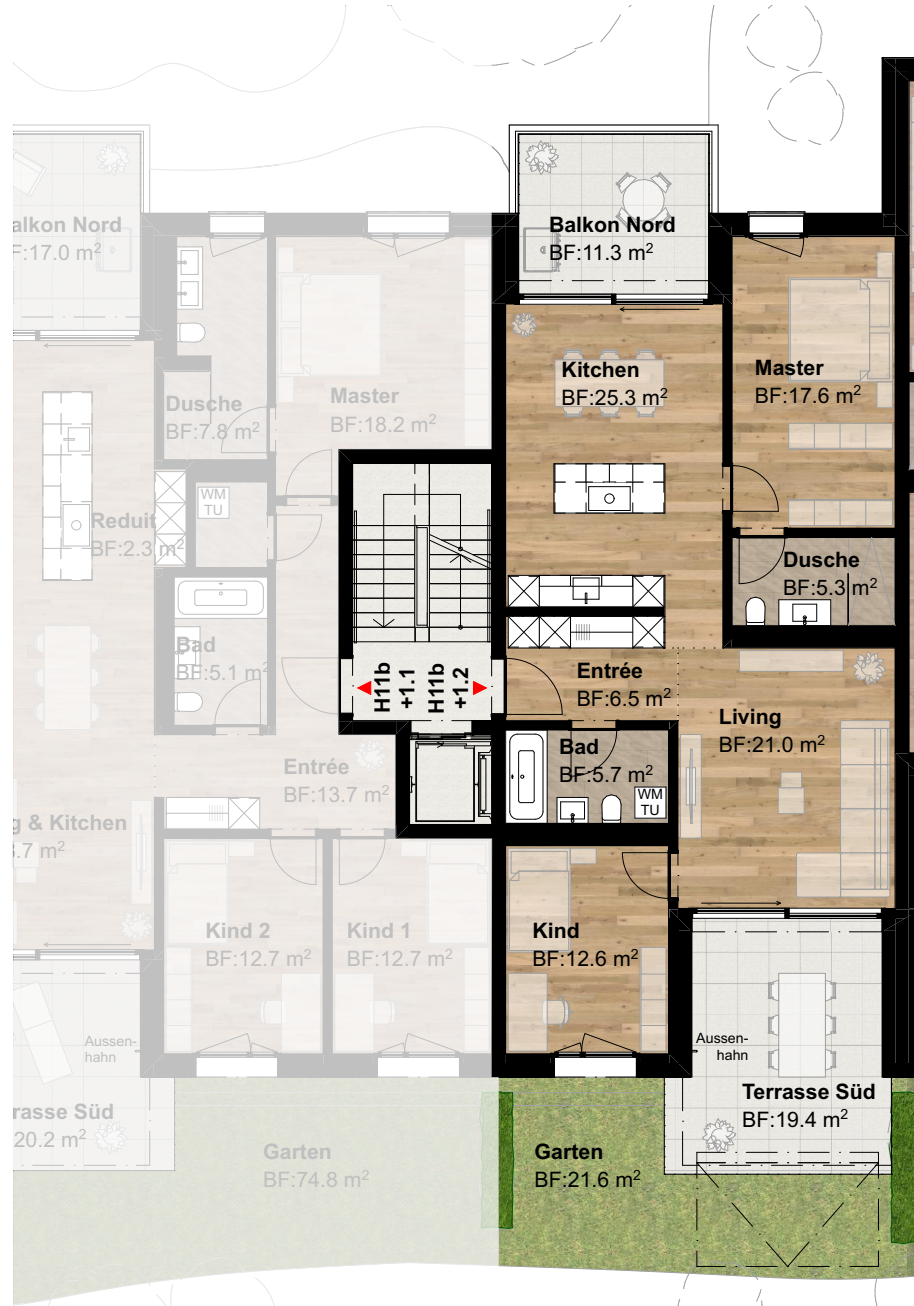 alkon Nord
F:17.0 m²
Balkon Nord
BF:11.3 m²
Dusche
BF:7.8 m²
Master
BF:18.2 m²
Kitchen
BF:25.3 m²
Master
BF:17.6 m²
WM
TU
Reduit
BF:2.3 m²
Dusche
BF:5.3 m²
Bad
BF:5.1 m²
H11b
+1.1
H11b
+1.2
Entrée
BF:6.5 m²
Living
BF:21.0 m²
Bad
BF:5.7 m²
WM
TU
Entrée
BF:13.7 m²
g & Kitchen
.7 m²
Kind 2
BF:12.7 m²
Kind 1
BF:12.7 m²
Kind
BF:12.6 m²
Aussen-
hahn
Aussen-
hahn
rrasse Süd
20.2 m²
Terrasse Süd
BF:19.4 m²
Garten
BF:74.8 m²
Garten
BF:21.6 m²